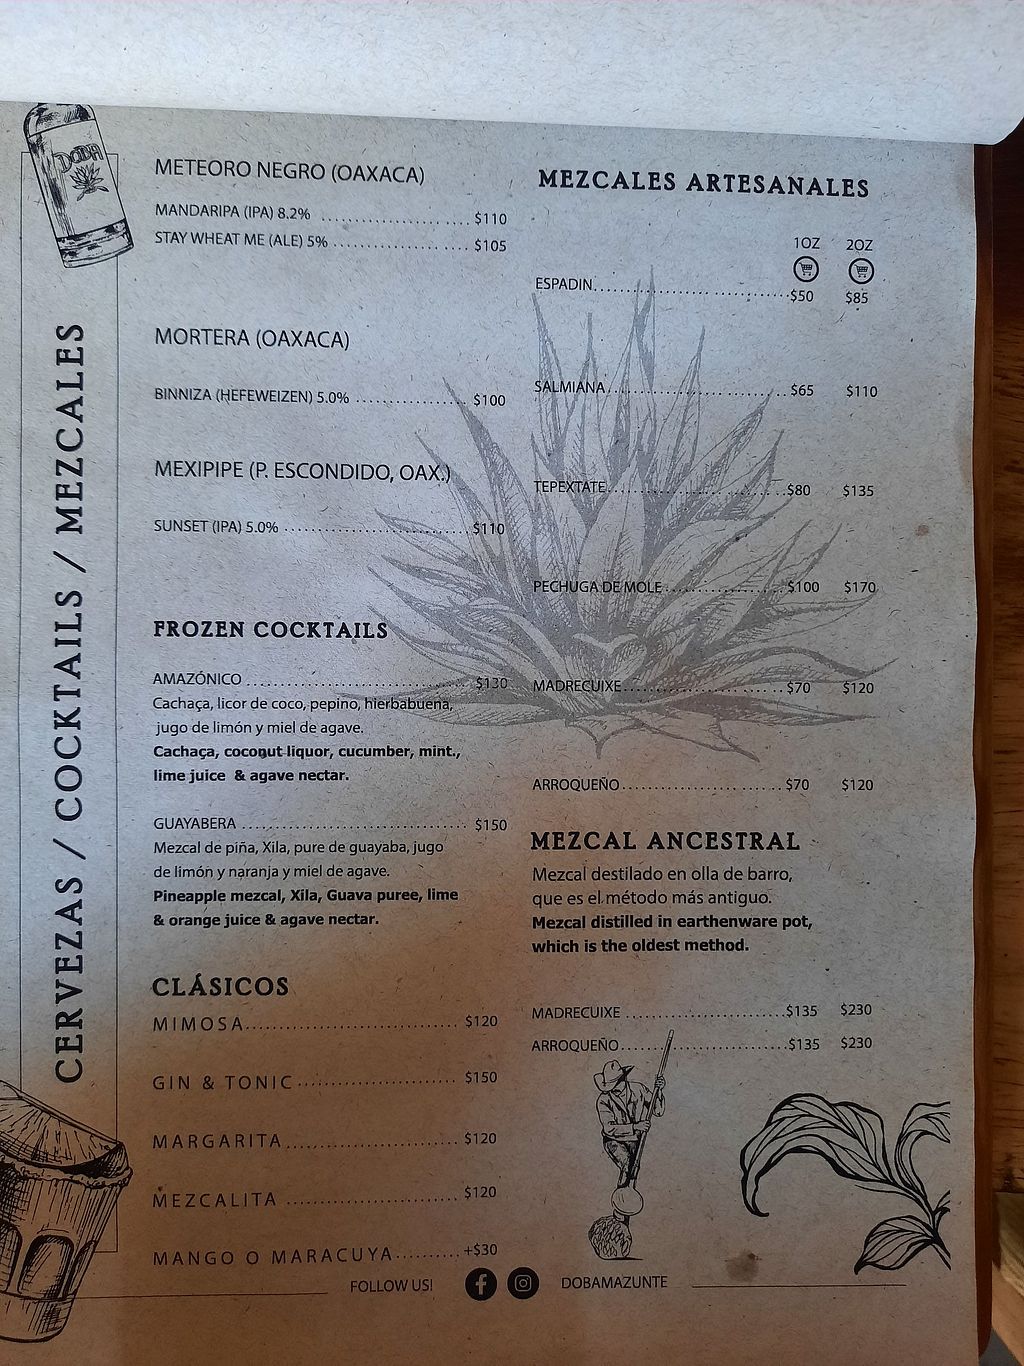 DOBA
CERVEZAS / COCKTAILS / MEZCALES
METEORO NEGRO (OAXACA)
MANDARIPA (IPA) 8.2% ........................ $110
STAY WHEAT ME (ALE) 5% ...................... $105
MORTERA (OAXACA)
BINNIZA (HEFEWEIZEN) 5.0% .................. $100
MEXIPIPE (P. ESCONDIDO, OAX.)
SUNSET (IPA) 5.0% ............................. $110
FROZEN COCKTAILS
AMAZÓNICO .................................... $130
Cachaça, licor de coco, pepino, hierbabuena,
jugo de limón y miel de agave.
Cachaça, coconut liquor, cucumber, mint.,
lime juice & agave nectar.
GUAYABERA .................................... $150
Mezcal de piña, Xila, pure de guayaba, jugo
de limón y naranja y miel de agave.
Pineapple mezcal, Xila, Guava puree, lime
& orange juice & agave nectar.
CLÁSICOS
MIMOSA.................................. $120
GIN & TONIC......................... $150
MARGARITA........................... $120
MEZCALITA ........................... $120
MANGO O MARACUYA.......... +$30
MEZCALES ARTESANALES
1OZ 2OZ
ESPADIN................................ $50 $85
SALMIANA............................. $65 $110
TEPEXTATE............................. $80 $135
PECHUGA DE MOLE.................... $100 $170
MADRECUIXE.......................... $70 $120
ARROQUEÑO.......................... $70 $120
MEZCAL ANCESTRAL
Mezcal destilado en olla de barro,
que es el método más antiguo.
Mezcal distilled in earthenware pot,
which is the oldest method.
MADRECUIXE .......................... $135 $230
ARROQUEÑO.......................... $135 $230
FOLLOW US! DOBAMAZUNTE